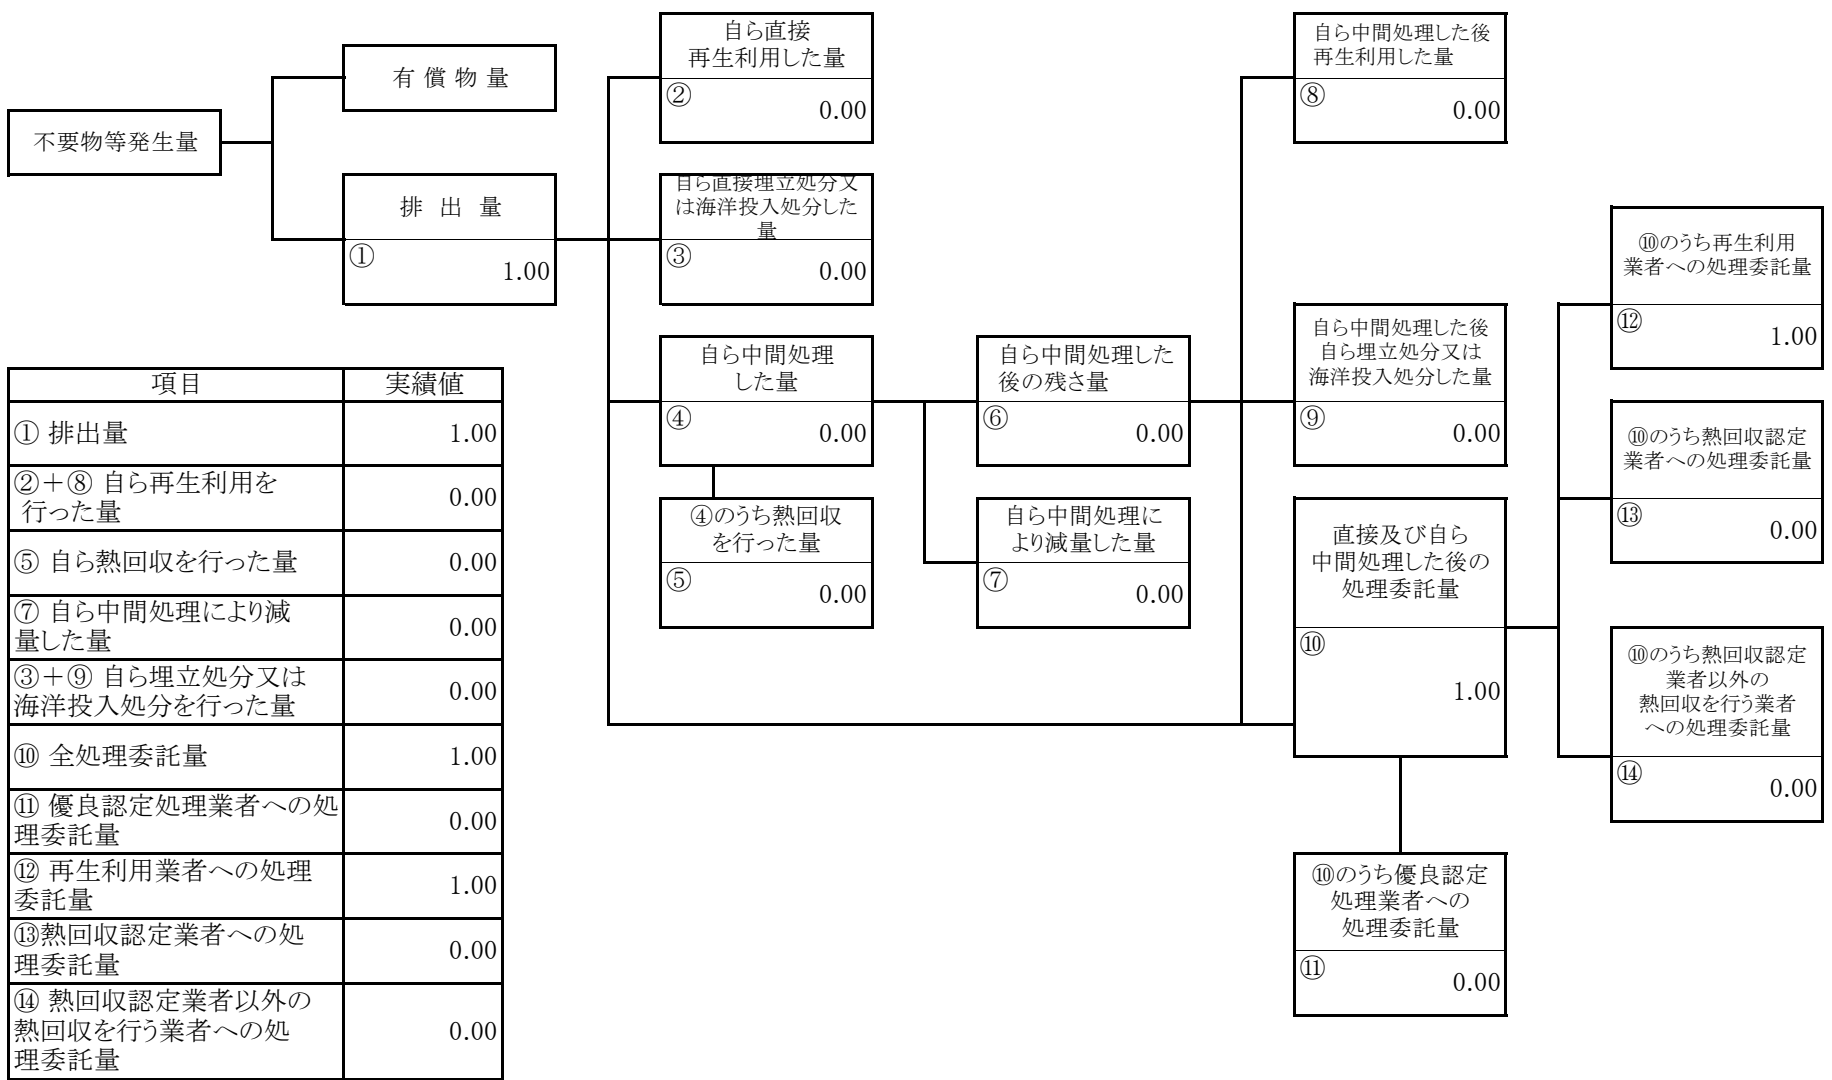 不要物等発生量
有 償 物 量
排 出 量
①
1.00
自ら直接
再生利用した量
②
0.00
自ら直接埋立処分又
は海洋投入処分した
量
③
0.00
自ら中間処理
した量
④
0.00
④のうち熱回収
を行った量
⑤
0.00
自ら中間処理した
後の残さ量
⑥
0.00
自ら中間処理に
より減量した量
⑦
0.00
自ら中間処理した後
再生利用した量
⑧
0.00
自ら中間処理した後
自ら埋立処分又は
海洋投入処分した量
⑨
0.00
直接及び自ら
中間処理した後の
処理委託量
⑩
1.00
⑩のうち優良認定
処理業者への
処理委託量
⑪
0.00
⑩のうち再生利用
業者への処理委託量
⑫
1.00
⑩のうち熱回収認定
業者への処理委託量
⑬
0.00
⑩のうち熱回収認定
業者以外の
熱回収を行う業者
への処理委託量
⑭
0.00
項目 実績値
① 排出量 1.00
②+⑧ 自ら再生利用を
行った量 0.00
⑤ 自ら熱回収を行った量 0.00
⑦ 自ら中間処理により減
量した量 0.00
③+⑨ 自ら埋立処分又は
海洋投入処分を行った量 0.00
⑩ 全処理委託量 1.00
⑪ 優良認定処理業者への処
理委託量 0.00
⑫ 再生利用業者への処理
委託量 1.00
⑬熱回収認定業者への処
理委託量 0.00
⑭ 熱回収認定業者以外の
熱回収を行う業者への処
理委託量 0.00